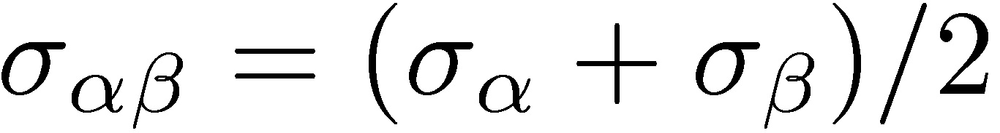 σ_{αβ} = (σ_α + σ_β)/2